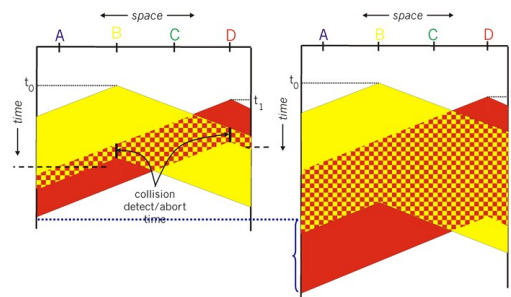 space
A B C D
t0
t1
time
collision
detect/abort
time
space
A B C D
t0
time